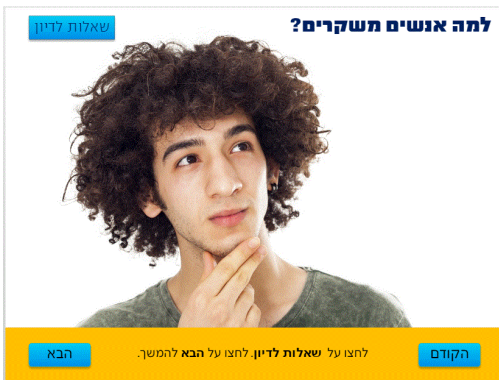 למה אנשים משקרים?
שאלות לדיון
הקודם
לחצו על שאלות לדיון. לחצו על הבא להמשך.
הבא